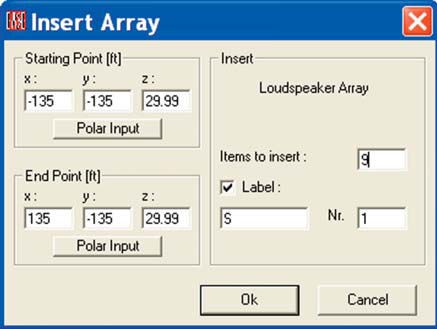 EASE Insert Array
Starting Point [ft]
x : y : z :
-135 -135 29.99
Polar Input
End Point [ft]
x : y : z :
135 -135 29.99
Polar Input
Insert
Loudspeaker Array
Items to insert : 9
Label :
S Nr. 1
Ok Cancel